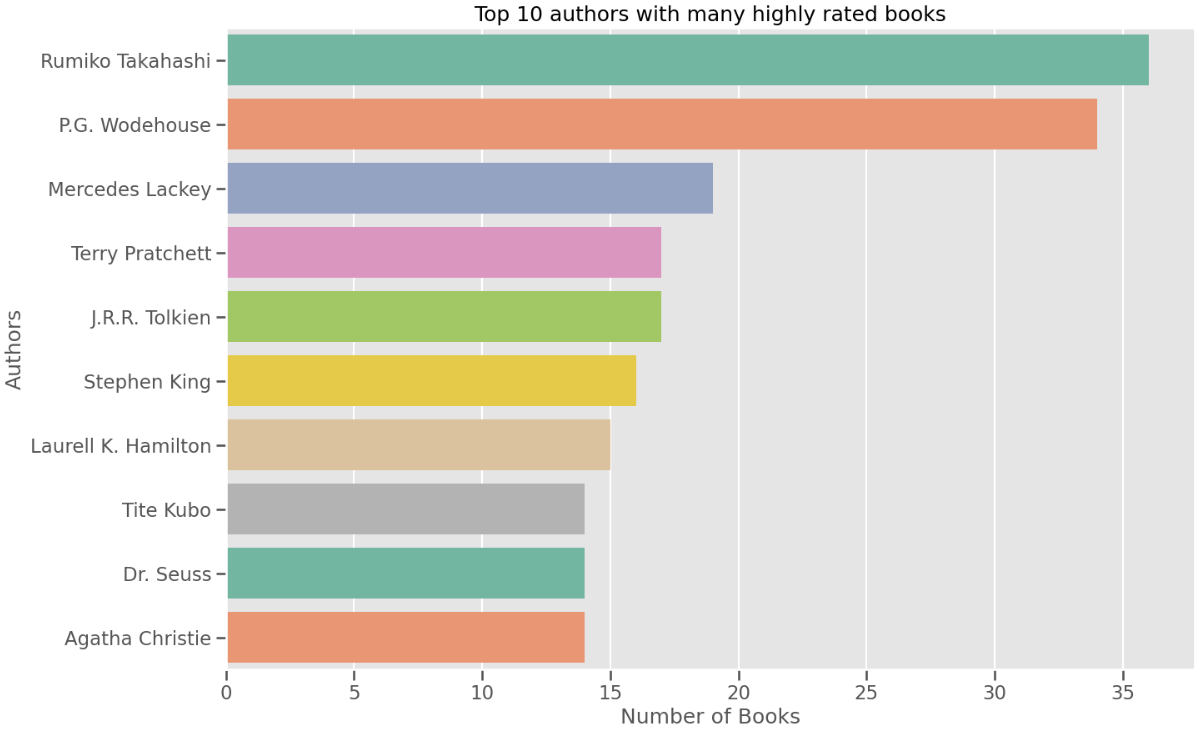 Top 10 authors with many highly rated books
Rumiko Takahashi
P.G. Wodehouse
Mercedes Lackey
Terry Pratchett
J.R.R. Tolkien
Stephen King
Laurell K. Hamilton
Tite Kubo
Dr. Seuss
Agatha Christie
Authors
0 5 10 15 20 25 30 35
Number of Books